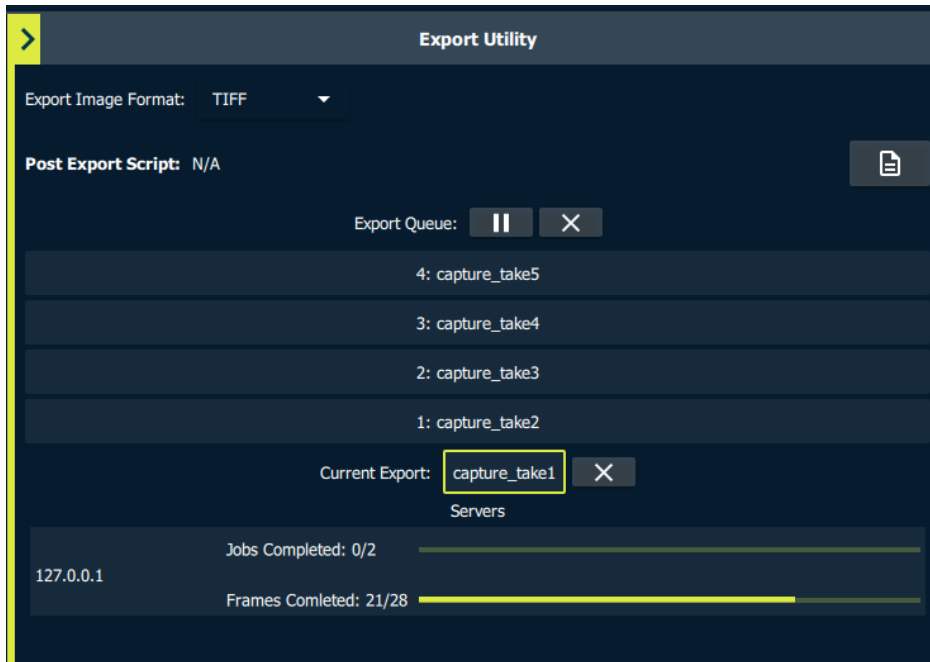 Export Utility
Export Image Format: TIFF
Post Export Script: N/A
Export Queue:
4: capture_take5
3: capture_take4
2: capture_take3
1: capture_take2
Current Export: capture_take1
Servers
Jobs Completed: 0/2
127.0.0.1
Frames Comleted: 21/28